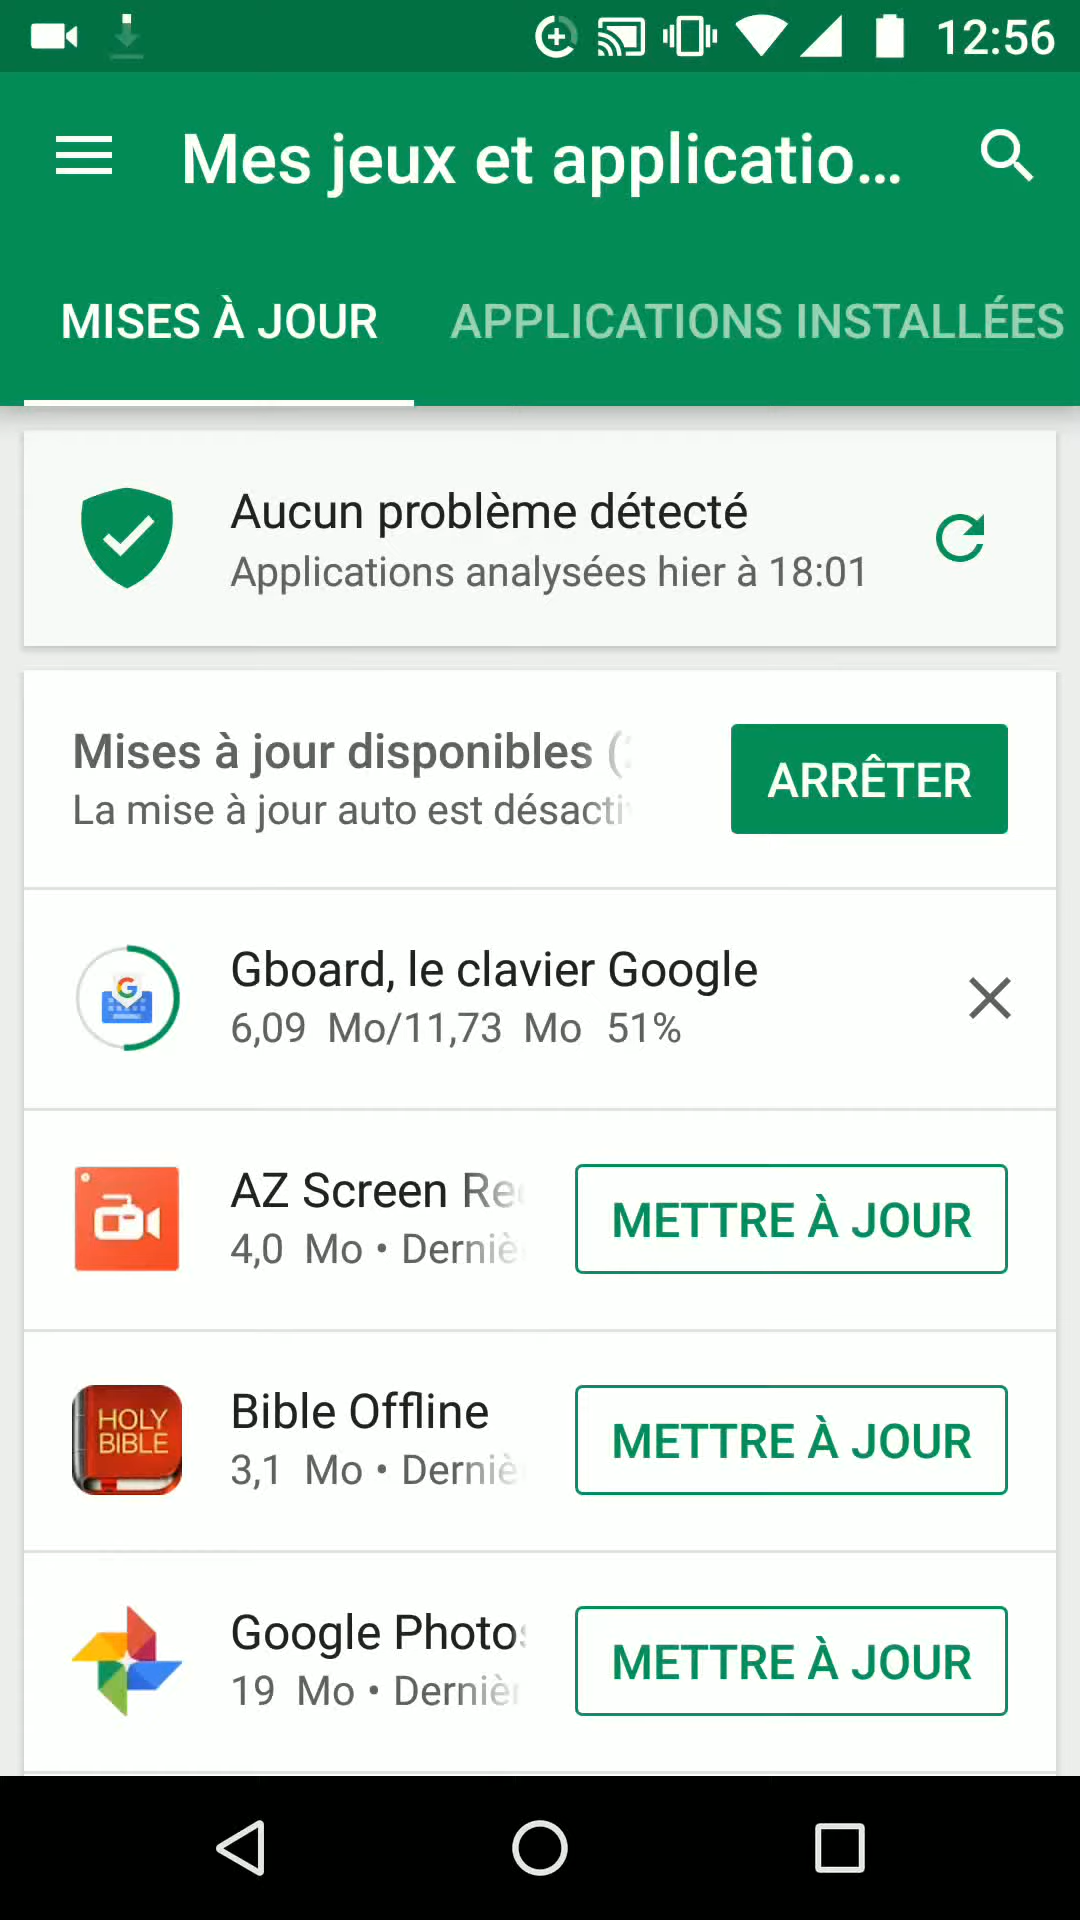 12:56
Mes jeux et applicatio...
MISES À JOUR APPLICATIONS INSTALLÉES
Aucun problème détecté
Applications analysées hier à 18:01
Mises à jour disponibles (
La mise à jour auto est désacti
ARRÊTER
Gboard, le clavier Google
6,09 Mo/11,73 Mo 51%
AZ Screen Re
4,0 Mo • Derniè
METTRE À JOUR
HOLY
BIBLE
Bible Offline
3,1 Mo • Derniè
METTRE À JOUR
Google Photos
19 Mo • Dernièr
METTRE À JOUR